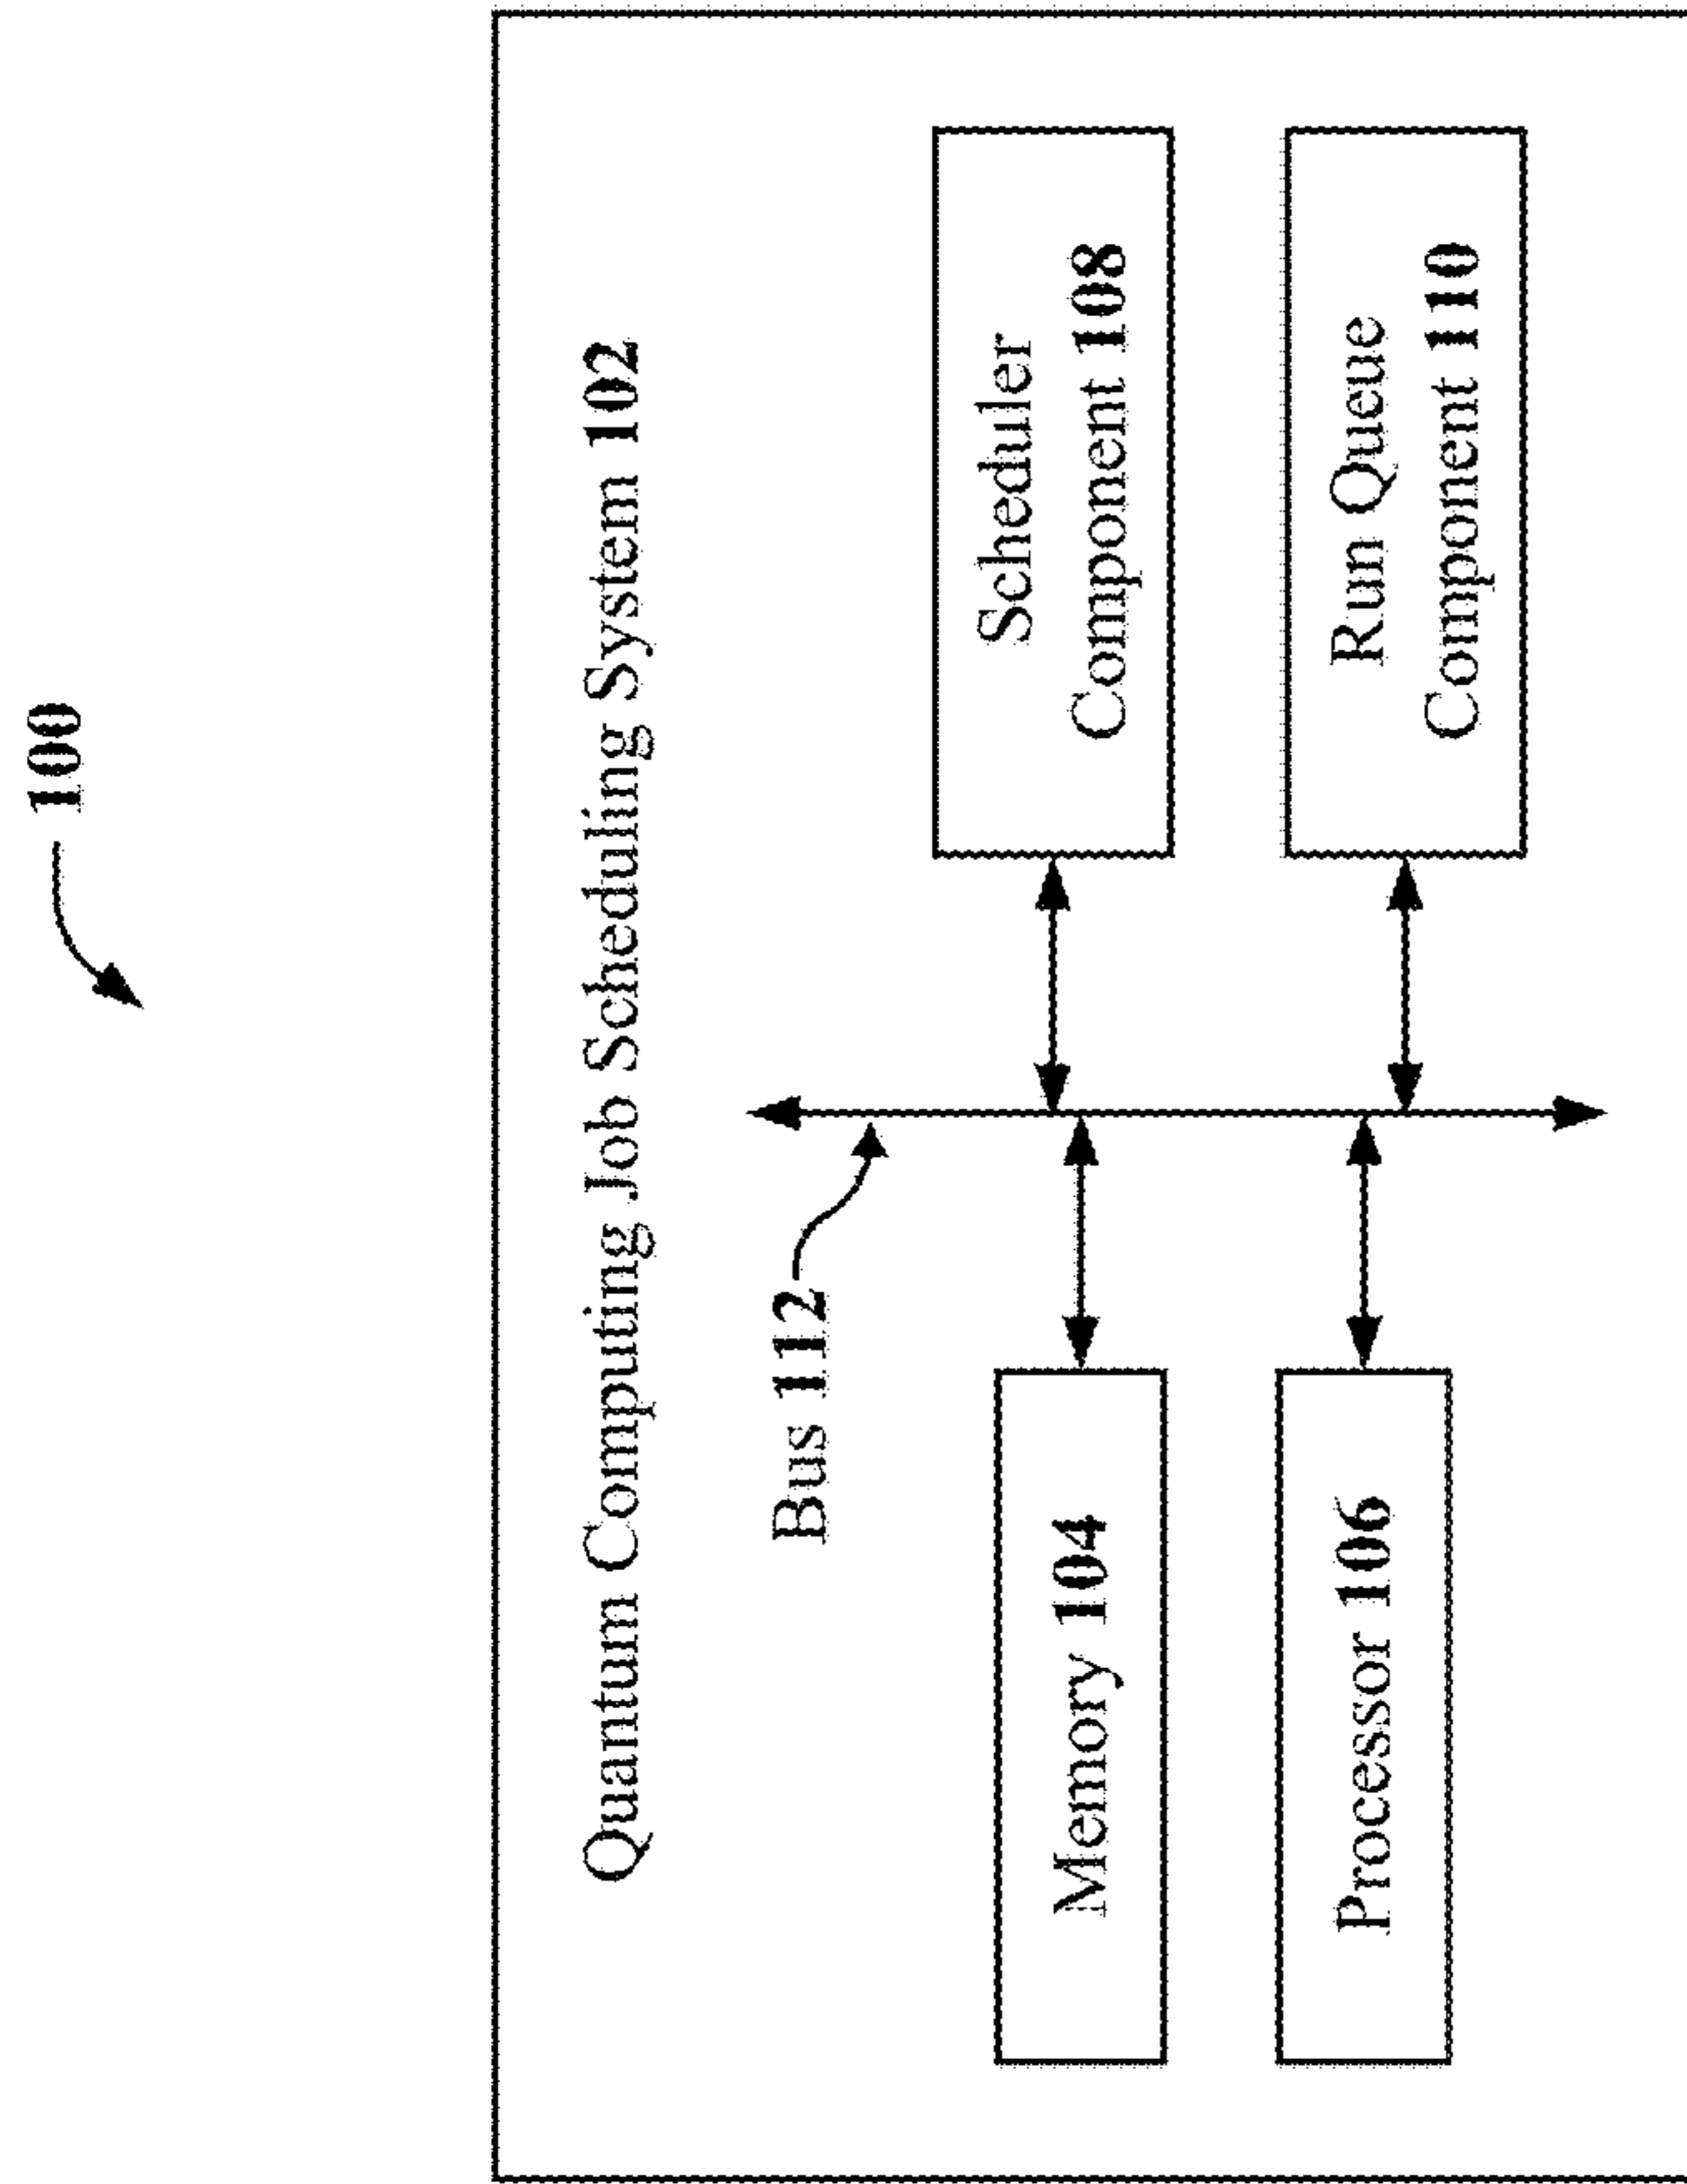 100
Quantum Computing Job Scheduling System 102
Bus 112
Memory 104
Scheduler
Component 108
Processor 106
Run Queue
Component 110